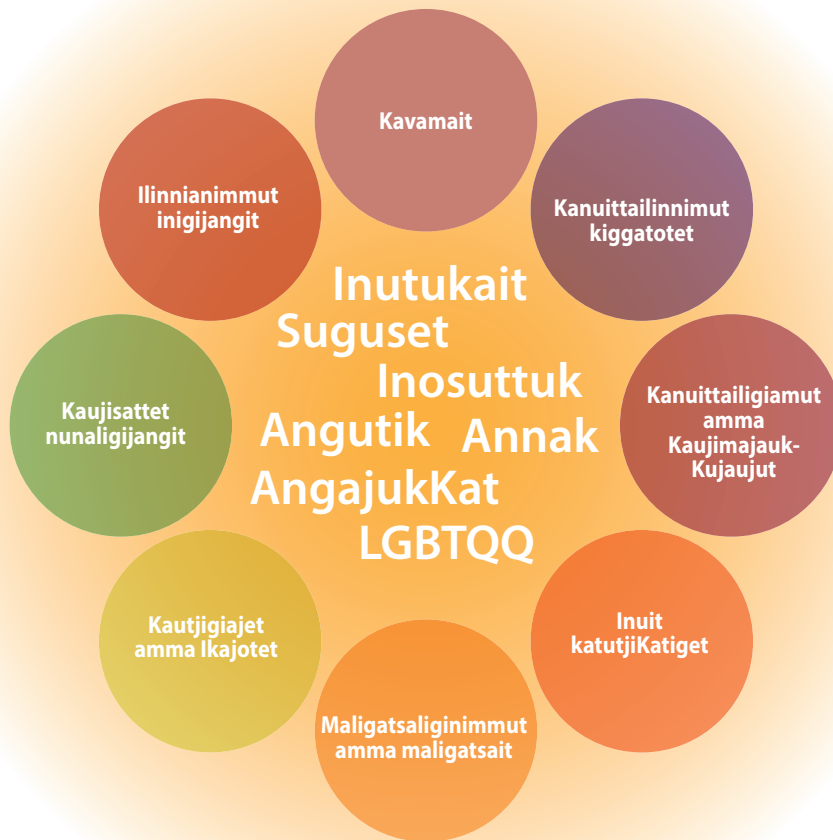 Kavamait
Kanuittailinnimut
kiggatotet
Kanuittailigiamut
amma
Kaujimajauk-
Kujaujut
Inuit
katutjiKatiget
Maligatsaliginimmut
amma maligatsait
Kautjigiajet
amma Ikajotet
Kaujisattet
nunaligijangit
Ilinnianimmut
inigijangit
Inutukait
Suguset
Inosuttuk
Angutik Annak
AngajukKat
LGBTQQ